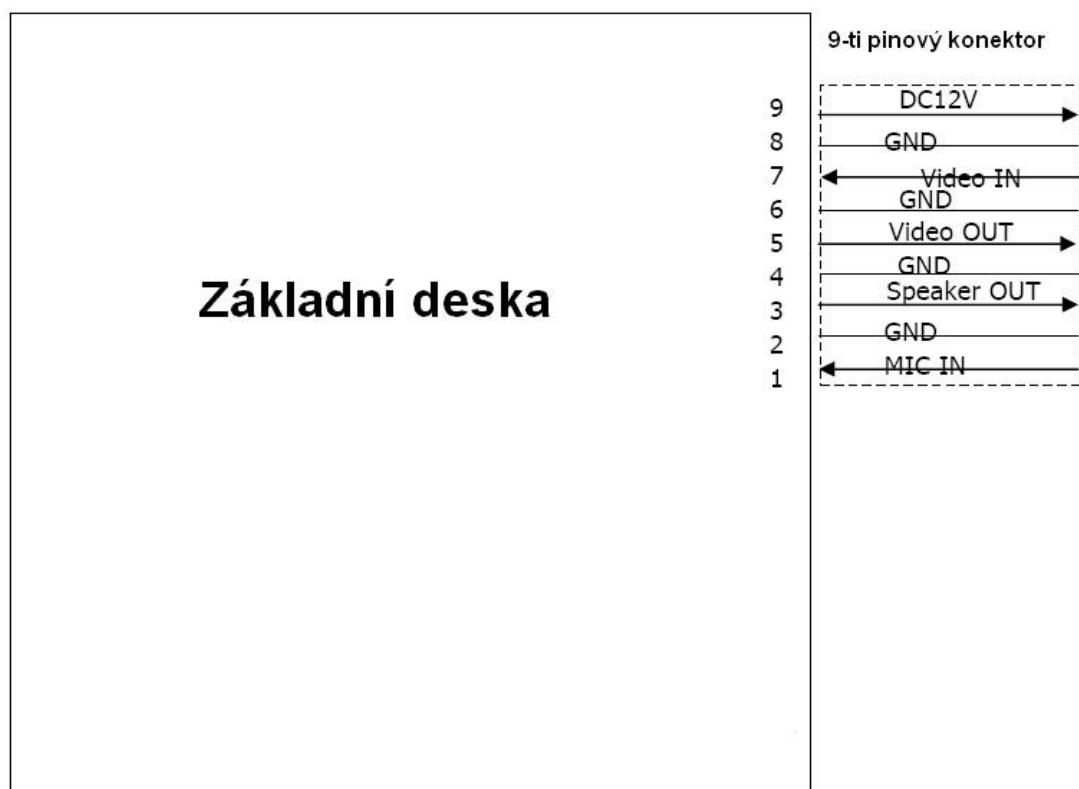 9-ti pinový konektor
9 DC12V
8 GND
7 Video IN
6 GND
5 Video OUT
4 GND
3 Speaker OUT
2 GND
1 MIC IN
Základní deska